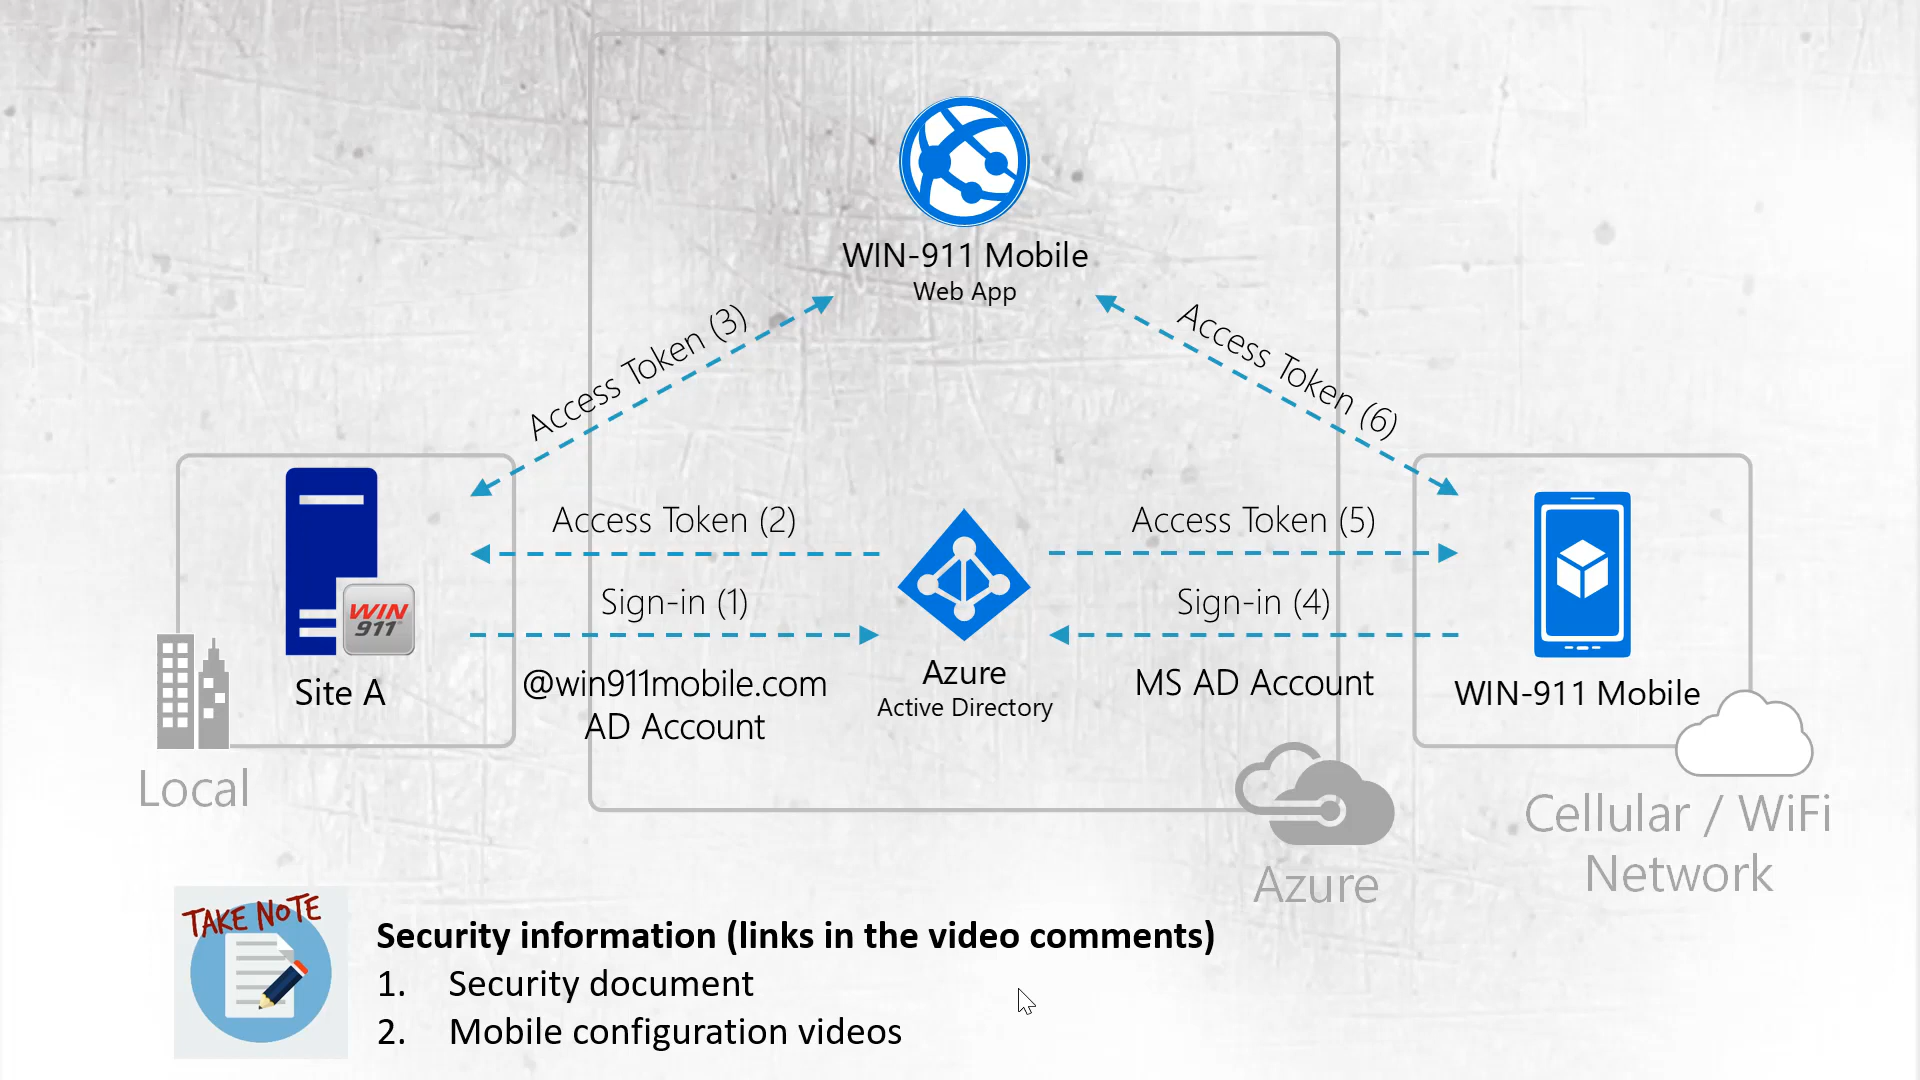 WIN-911 Mobile
Web App
Access Token (3)
Access Token (6)
Access Token (2)
Access Token (5)
Sign-in (1)
Sign-in (4)
WIN
911
Site A
@win911mobile.com
AD Account
Azure
Active Directory
MS AD Account
WIN-911 Mobile
Local
Azure
Cellular / WiFi
Network
TAKE NOTE
Security information (links in the video comments)
1. Security document
2. Mobile configuration videos